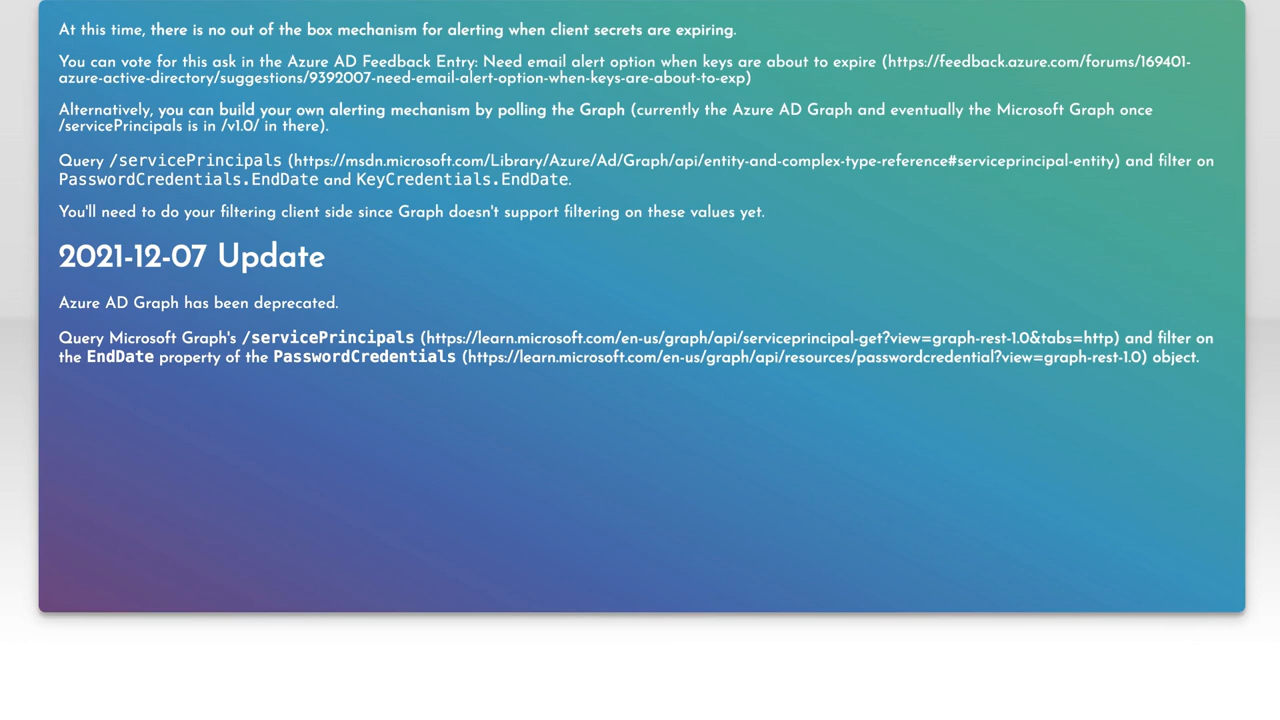 At this time, there is no out of the box mechanism for alerting when client secrets are expiring.
You can vote for this ask in the Azure AD Feedback Entry: Need email alert option when keys are about to expire (https://feedback.azure.com/forums/169401-
azure-active-directory/suggestions/9392007-need-email-alert-option-when-keys-are-about-to-exp)
Alternatively, you can build your own alerting mechanism by polling the Graph (currently the Azure AD Graph and eventually the Microsoft Graph once
/servicePrincipals is in /v1.0/ in there).
Query /servicePrincipals (https://msdn.microsoft.com/Library/Azure/Ad/Graph/api/entity-and-complex-type-reference#serviceprincipal-entity) and filter on
PasswordCredentials.EndDate and KeyCredentials.EndDate.
You'll need to do your filtering client side since Graph doesn't support filtering on these values yet.
2021-12-07 Update
Azure AD Graph has been deprecated.
Query Microsoft Graph's /servicePrincipals (https://learn.microsoft.com/en-us/graph/api/serviceprincipal-get?view=graph-rest-1.0&tabs=http) and filter on
the EndDate property of the PasswordCredentials (https://learn.microsoft.com/en-us/graph/api/resources/passwordcredential?view=graph-rest-1.0) object.